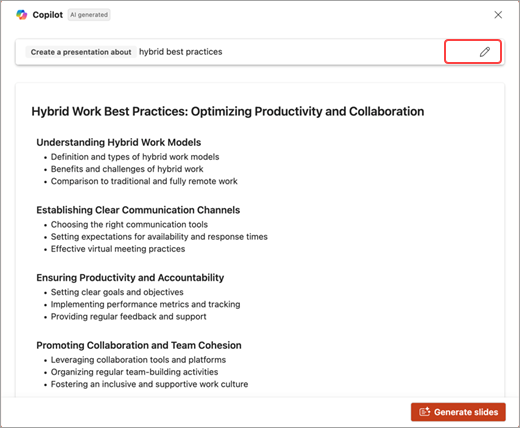 Copilot AI generated
Create a presentation about hybrid best practices
Hybrid Work Best Practices: Optimizing Productivity and Collaboration
Understanding Hybrid Work Models
• Definition and types of hybrid work models
• Benefits and challenges of hybrid work
• Comparison to traditional and fully remote work
Establishing Clear Communication Channels
• Choosing the right communication tools
• Setting expectations for availability and response times
• Effective virtual meeting practices
Ensuring Productivity and Accountability
• Setting clear goals and objectives
• Implementing performance metrics and tracking
• Providing regular feedback and support
Promoting Collaboration and Team Cohesion
• Leveraging collaboration tools and platforms
• Organizing regular team-building activities
• Fostering an inclusive and supportive work culture
Generate slides